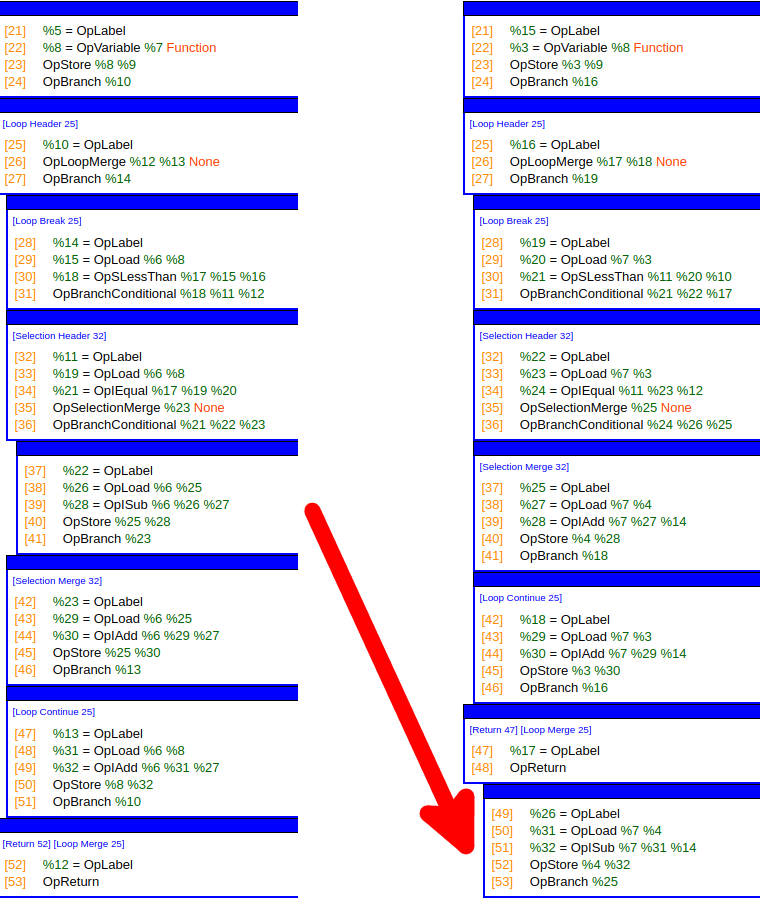 [21] %5 = OpLabel
[22] %8 = OpVariable %7 Function
[23] OpStore %8 %9
[24] OpBranch %10
[Loop Header 25]
[25] %10 = OpLabel
[26] OpLoopMerge %12 %13 None
[27] OpBranch %14
[Loop Break 25]
[28] %14 = OpLabel
[29] %15 = OpLoad %6 %8
[30] %18 = OpSLessThan %17 %15 %16
[31] OpBranchConditional %18 %11 %12
[Selection Header 32]
[32] %11 = OpLabel
[33] %19 = OpLoad %6 %8
[34] %21 = OpIEqual %17 %19 %20
[35] OpSelectionMerge %23 None
[36] OpBranchConditional %21 %22 %23
[37] %22 = OpLabel
[38] %26 = OpLoad %6 %25
[39] %28 = OpISub %6 %26 %27
[40] OpStore %25 %28
[41] OpBranch %23
[Selection Merge 32]
[42] %23 = OpLabel
[43] %29 = OpLoad %6 %25
[44] %30 = OpIAdd %6 %29 %27
[45] OpStore %25 %30
[46] OpBranch %13
[Loop Continue 25]
[47] %13 = OpLabel
[48] %31 = OpLoad %6 %8
[49] %32 = OpIAdd %6 %31 %27
[50] OpStore %8 %32
[51] OpBranch %10
[Return 52] [Loop Merge 25]
[52] %12 = OpLabel
[53] OpReturn
[21] %15 = OpLabel
[22] %3 = OpVariable %8 Function
[23] OpStore %3 %9
[24] OpBranch %16
[Loop Header 25]
[25] %16 = OpLabel
[26] OpLoopMerge %17 %18 None
[27] OpBranch %19
[Loop Break 25]
[28] %19 = OpLabel
[29] %20 = OpLoad %7 %3
[30] %21 = OpSLessThan %11 %20 %10
[31] OpBranchConditional %21 %22 %17
[Selection Header 32]
[32] %22 = OpLabel
[33] %23 = OpLoad %7 %3
[34] %24 = OpIEqual %11 %23 %12
[35] OpSelectionMerge %25 None
[36] OpBranchConditional %24 %26 %25
[Selection Merge 32]
[37] %25 = OpLabel
[38] %27 = OpLoad %7 %4
[39] %28 = OpIAdd %7 %27 %14
[40] OpStore %4 %28
[41] OpBranch %18
[Loop Continue 25]
[42] %18 = OpLabel
[43] %29 = OpLoad %7 %3
[44] %30 = OpIAdd %7 %29 %14
[45] OpStore %3 %30
[46] OpBranch %16
[Return 47] [Loop Merge 25]
[47] %17 = OpLabel
[48] OpReturn
[49] %26 = OpLabel
[50] %31 = OpLoad %7 %4
[51] %32 = OpISub %7 %31 %14
[52] OpStore %4 %32
[53] OpBranch %25